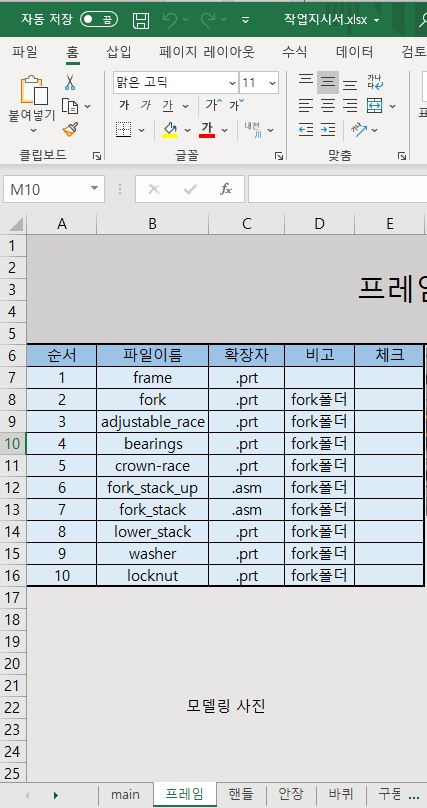 자동 저장 끔 작업지시서.xlsx
파일 홈 삽입 페이지 레이아웃 수식 데이터 검토
붙여넣기 맑은 고딕 11 가나다
가 가 가 가 가
가 가 내천
클립보드 글꼴 맞춤
M10 fx
A B C D E
1
2
3 프레임
4
5
6 순서 파일이름 확장자 비고 체크
7 1 frame .prt
8 2 fork .prt fork폴더
9 3 adjustable_race .prt fork폴더
10 4 bearings .prt fork폴더
11 5 crown-race .prt fork폴더
12 6 fork_stack_up .asm fork폴더
13 7 fork_stack .asm fork폴더
14 8 lower_stack .prt fork폴더
15 9 washer .prt fork폴더
16 10 locknut .prt fork폴더
17
18
19
20
21
22 모델링 사진
23
24
25
main 프레임 핸들 안장 바퀴 구동 ...